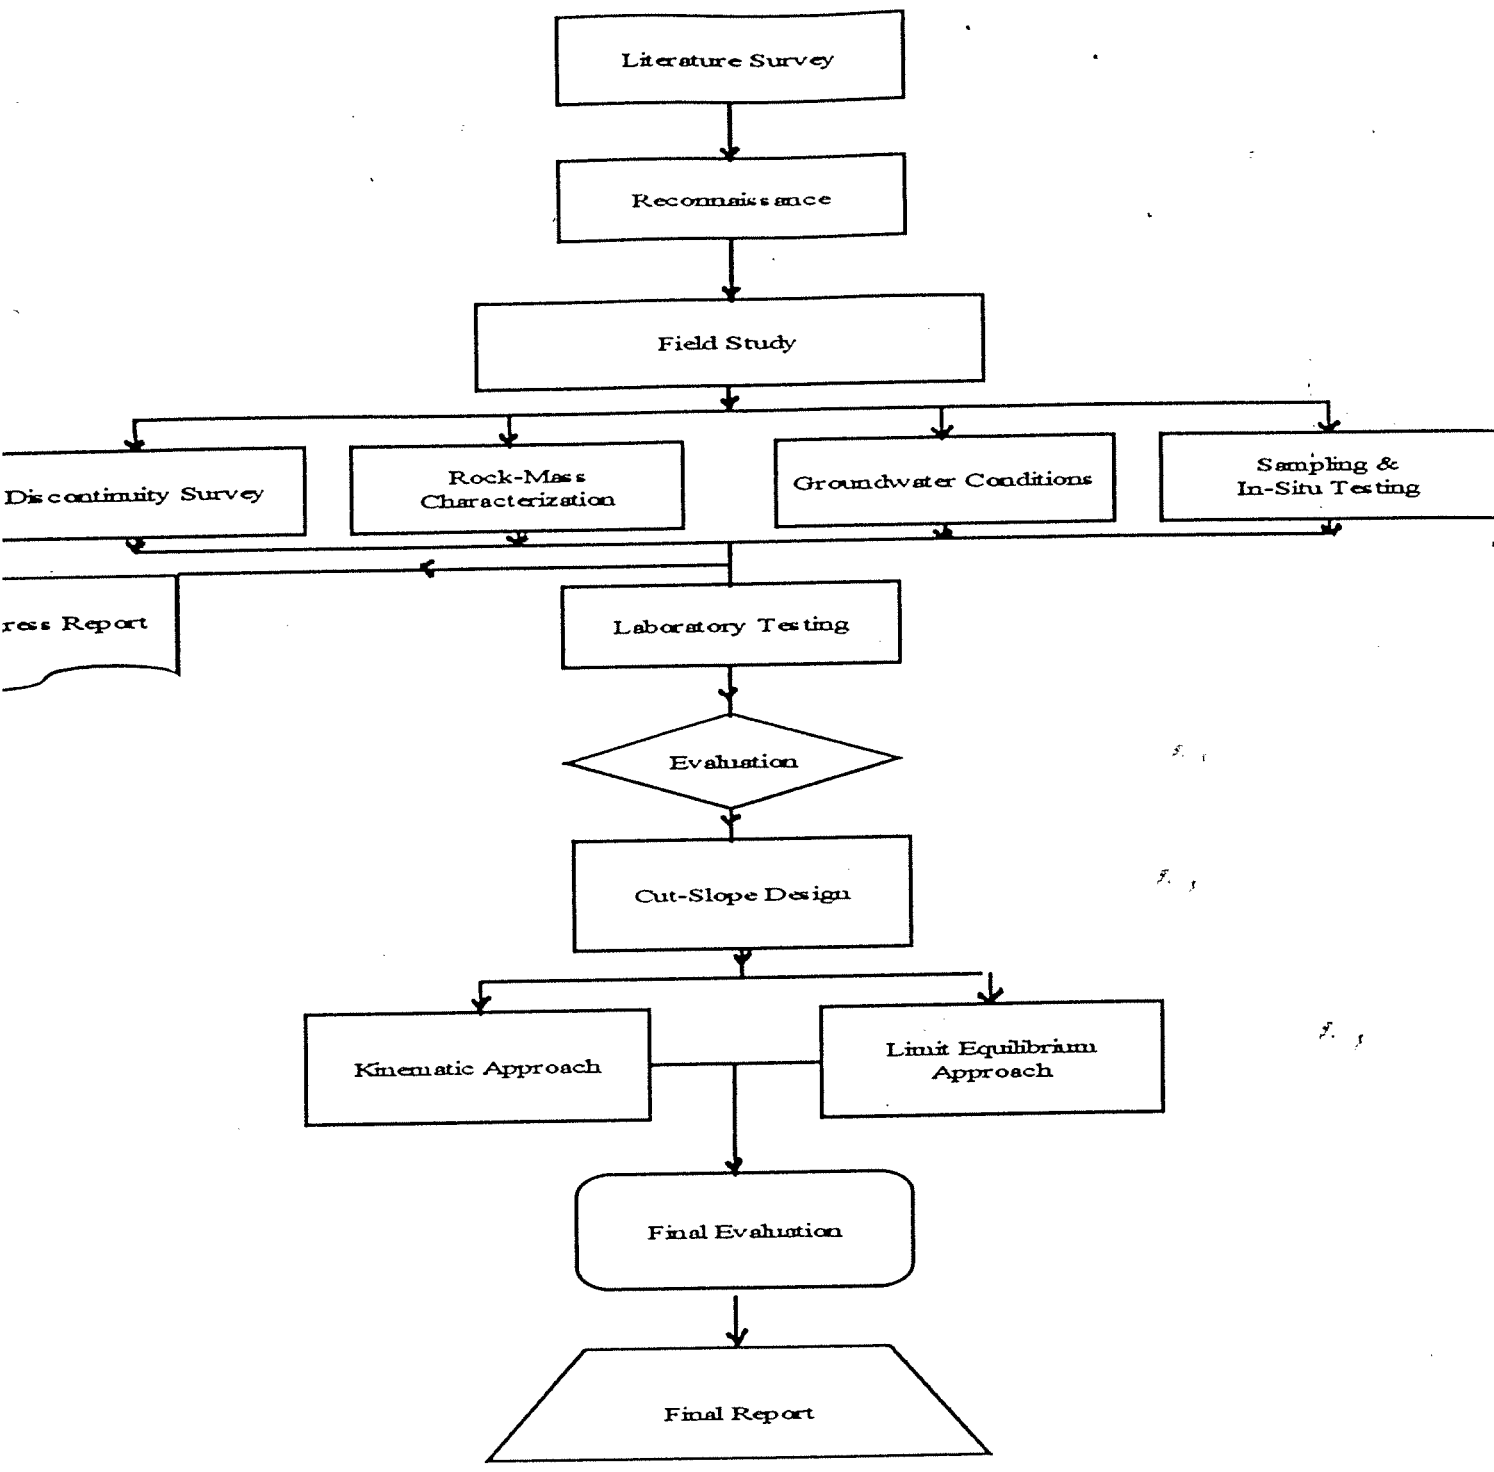 Literature Survey
Reconnaissance
Field Study
Discontinuity Survey
Rock-Mass
Characterization
Groundwater Conditions
Sampling &
In-Situ Testing
ress Report
Laboratory Testing
Evaluation
Cut-Slope Design
Kinematic Approach
Limit Equilibrium
Approach
Final Evaluation
Final Report